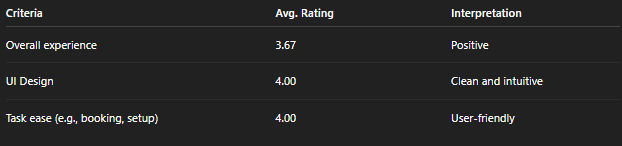 Criteria Avg. Rating Interpretation
Overall experience 3.67 Positive
UI Design 4.00 Clean and intuitive
Task ease (e.g., booking, setup) 4.00 User-friendly